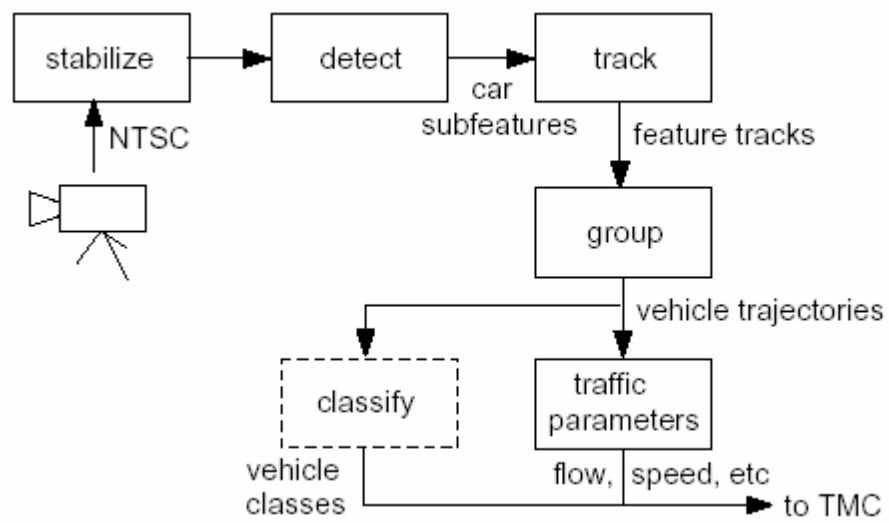 stabilize
detect
track
NTSC
car
subfeatures
feature tracks
group
vehicle trajectories
classify
traffic
parameters
vehicle
classes
flow, speed, etc
to TMC